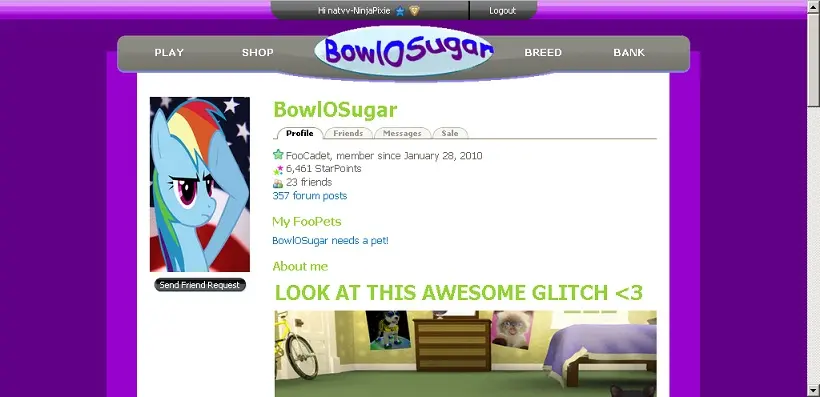 Hi natvv-NinjaPixie Logout
PLAY SHOP BowlOSugar BREED BANK
BowlOSugar
Profile Friends Messages Sale
FooCadet, member since January 28, 2010
6,461 StarPoints
23 friends
357 forum posts
My FooPets
BowlOSugar needs a pet!
Send Friend Request
About me
LOOK AT THIS AWESOME GLITCH <3